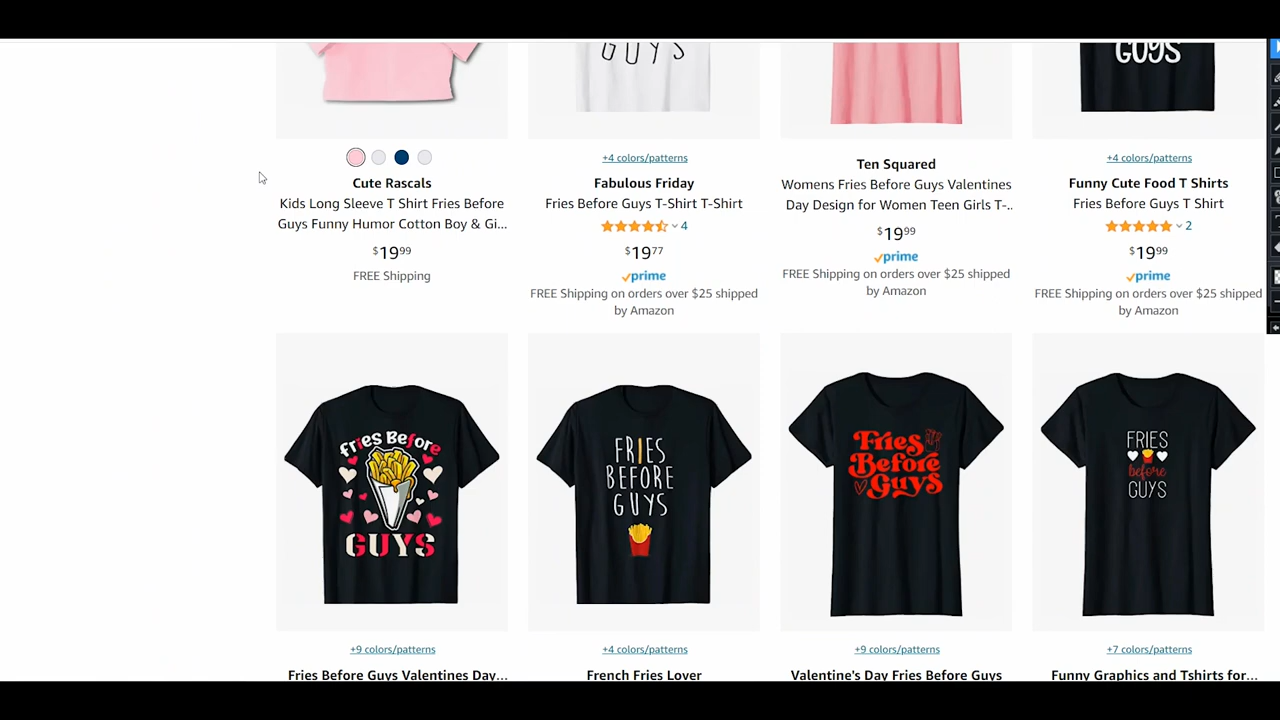 GUYS
GUYS
+4 colors/patterns
+4 colors/patterns
Cute Rascals
Kids Long Sleeve T Shirt Fries Before
Guys Funny Humor Cotton Boy & Gi...
$19.99
FREE Shipping
Fabulous Friday
Fries Before Guys T-Shirt T-Shirt
4
$19.77
prime
FREE Shipping on orders over $25 shipped
by Amazon
Ten Squared
Womens Fries Before Guys Valentines
Day Design for Women Teen Girls T-..
$19.99
prime
FREE Shipping on orders over $25 shipped
by Amazon
Funny Cute Food T Shirts
Fries Before Guys T Shirt
2
$19.99
prime
FREE Shipping on orders over $25 shipped
by Amazon
Fries Before
GUYS
FRIES
BEFORE
GUYS
Fries
Before
Guys
FRIES
before
GUYS
+9 colors/patterns
+4 colors/patterns
+9 colors/patterns
+7 colors/patterns
Fries Before Guys Valentines Day...
French Fries Lover
Valentine's Day Fries Before Guys
Funny Graphics and Tshirts for...